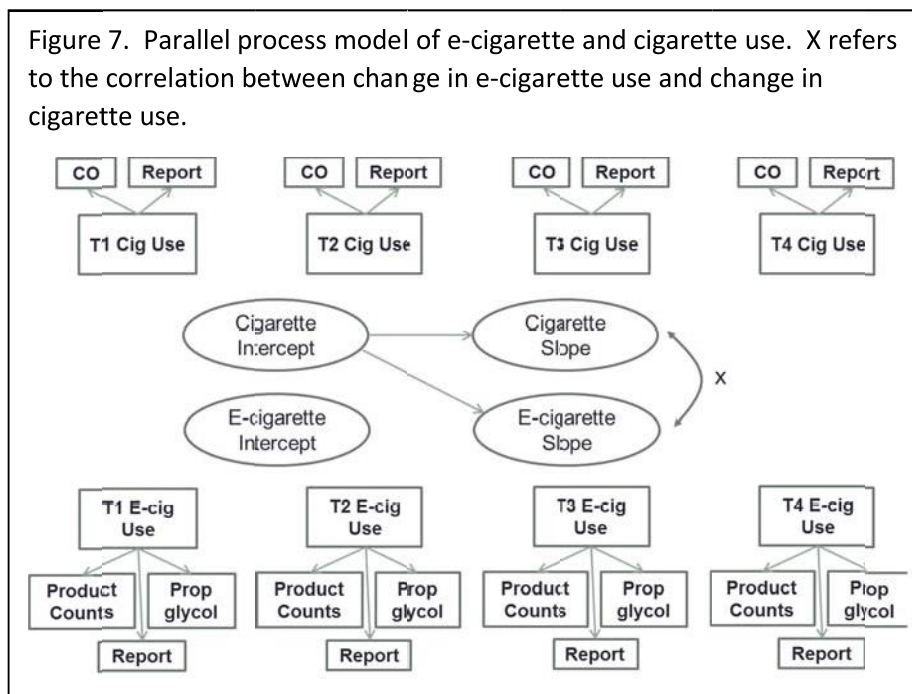 Figure 7. Parallel process model of e-cigarette and cigarette use. X refers
to the correlation between change in e-cigarette use and change in
cigarette use.
CO Report CO Report CO Report CO Report
T1 Cig Use T2 Cig Use T3 Cig Use T4 Cig Use
Cigarette
Intercept
Cigarette
Slope
X
E-cigarette
Intercept
E-cigarette
Slope
T1 E-cig
Use
T2 E-cig
Use
T3 E-cig
Use
T4 E-cig
Use
Product
Counts
Prop
glycol
Product
Counts
Prop
glycol
Product
Counts
Prop
glycol
Product
Counts
Prop
glycol
Report Report Report Report